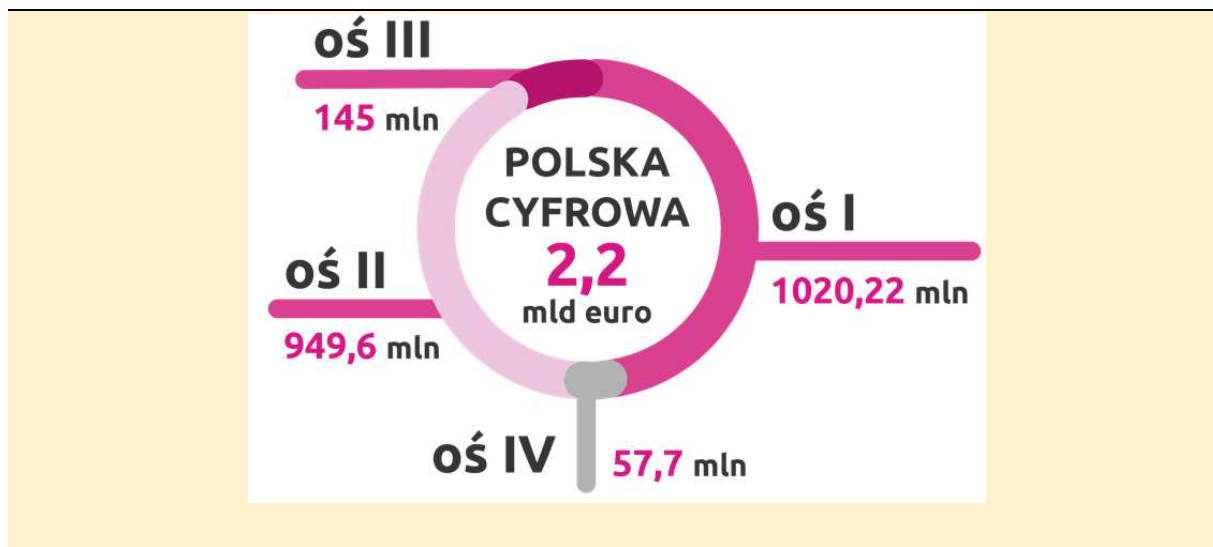 oś III
145 mln
POLSKA
CYFROWA
2,2
mld euro
oś I
1020,22 mln
oś II
949,6 mln
oś IV
57,7 mln